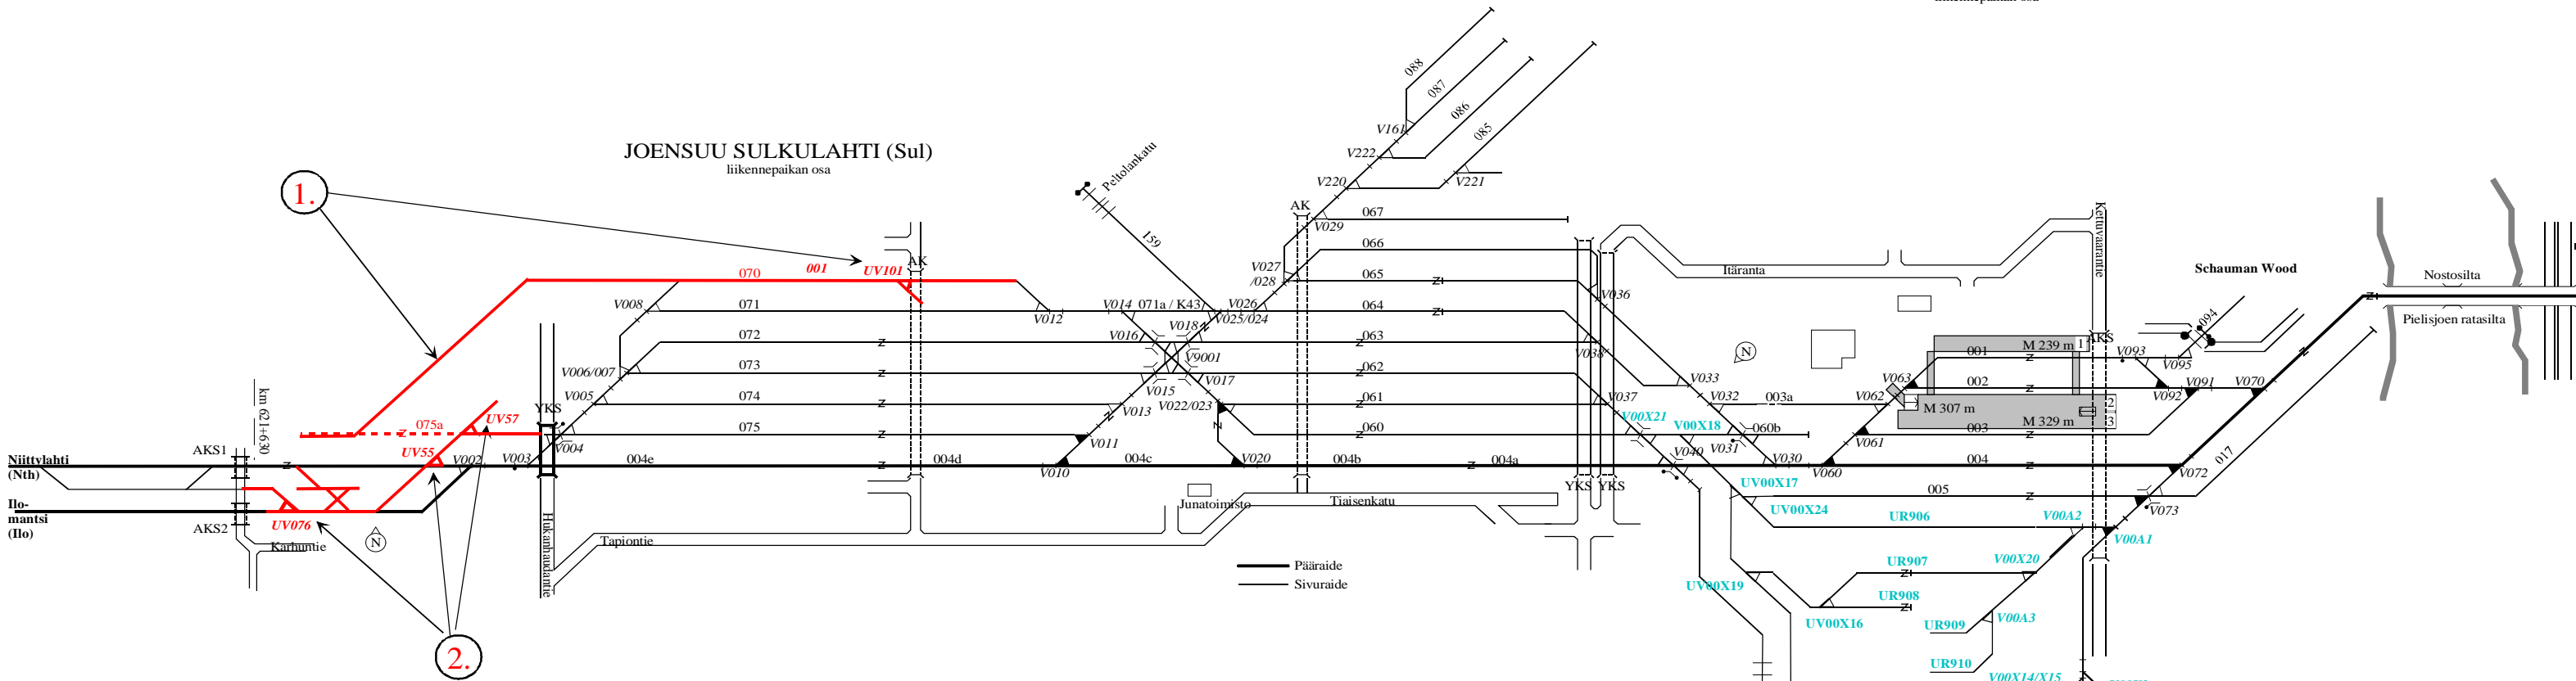 liikennepaikan osa
JOENSUU SULKULAHTI (Sul)
liikennepaikan osa
1.
2.
Niittylahti
(Nth)
Ilo-
mantsi
(Ilo)
AKS1
AKS2
km 621+630
Karhuntie
N
UV076
075a
UV55
UV57
V002
V003
YKS
V004
Hukanhaudantie
Tapiontie
V005
V006/007
V008
070
001
UV101
AK
071
072
073
074
075
004e
004d
004c
004b
004a
V010
V011
V012
V013
V014
071a / K43
V015
V016
V017
V018
V9001
V020
V022/023
V025/024
V026
V027
/028
V029
159
Peltolankatu
AK
V220
V221
V222
V161
088
087
086
085
067
066
065
064
063
062
061
060
Junatoimisto
Tiaisenkatu
Pääraide
Sivuraide
YKS
YKS
V036
V038
V037
V033
V032
V031
V030
V040
V00X21
V00X18
060b
003a
UV00X17
UV00X24
UV00X19
UV00X16
Itäranta
N
V060
V061
V062
V063
001
002
003
004
005
017
M 239 m
M 307 m
M 329 m
1
2
3
AKS
Kettuvaarantie
V093
V095
V092
V091
V070
V072
V073
094
Schauman Wood
Nostosilta
Pielisjoen ratasilta
UR906
UR907
UR908
UR909
UR910
V00A2
V00A1
V00X20
V00A3
V00X14/X15